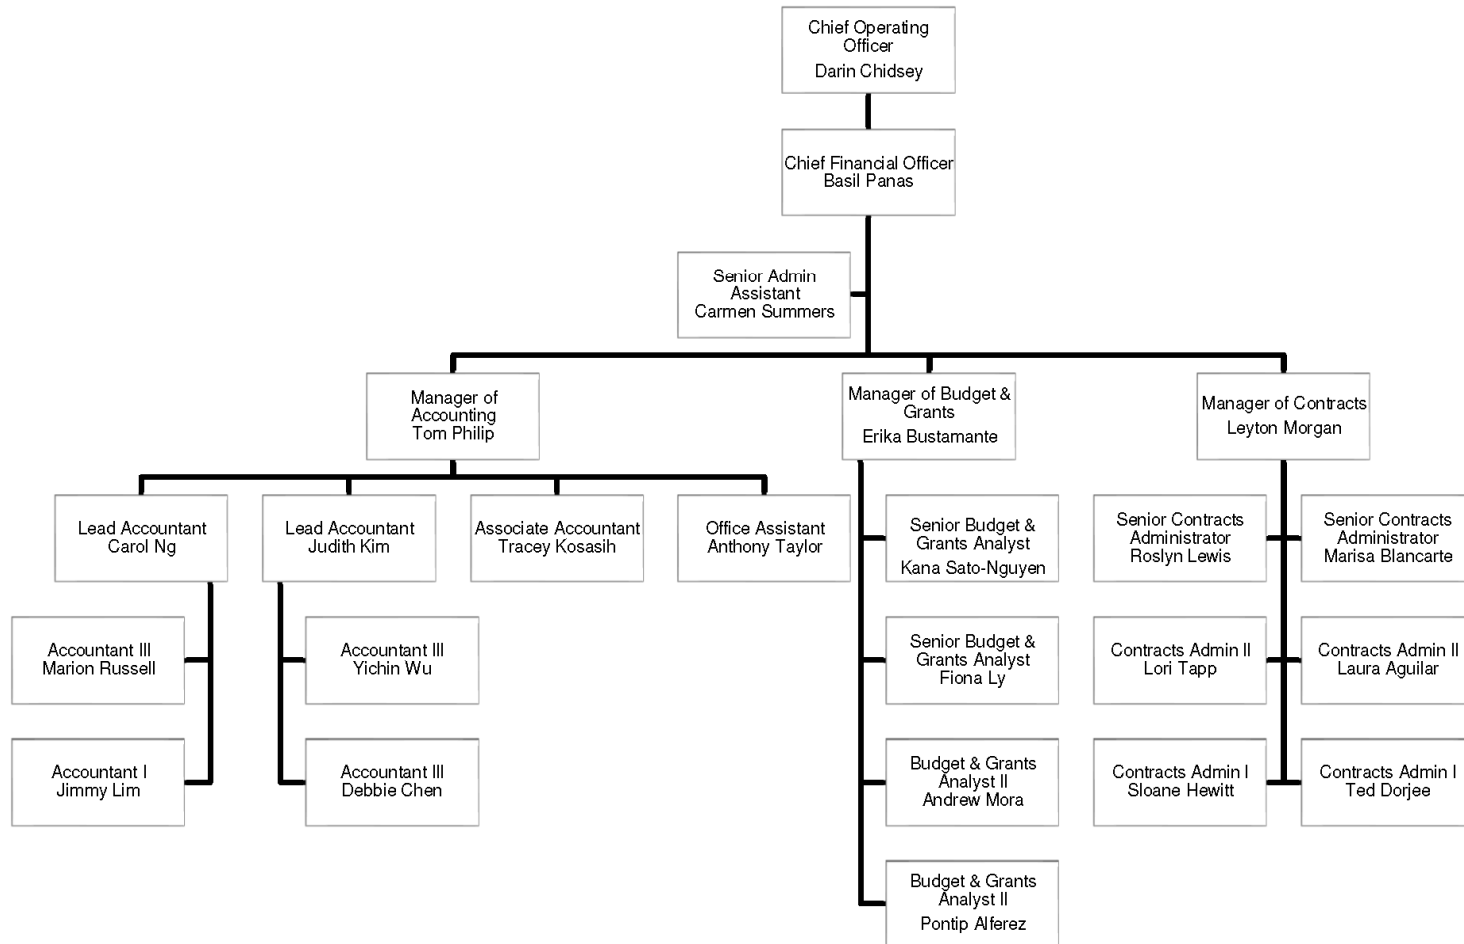 Chief Operating
Officer
Darin Chidsey
Chief Financial Officer
Basil Panas
Senior Admin
Assistant
Carmen Summers
Manager of
Accounting
Tom Philip
Manager of Budget &
Grants
Erika Bustamante
Manager of Contracts
Leyton Morgan
Lead Accountant
Carol Ng
Lead Accountant
Judith Kim
Associate Accountant
Tracey Kosasih
Office Assistant
Anthony Taylor
Senior Budget &
Grants Analyst
Kana Sato-Nguyen
Senior Contracts
Administrator
Roslyn Lewis
Senior Contracts
Administrator
Marisa Blancarte
Accountant III
Marion Russell
Accountant III
Yichin Wu
Senior Budget &
Grants Analyst
Fiona Ly
Contracts Admin II
Lori Tapp
Contracts Admin II
Laura Aguilar
Accountant I
Jimmy Lim
Accountant III
Debbie Chen
Budget & Grants
Analyst II
Andrew Mora
Contracts Admin I
Sloane Hewitt
Contracts Admin I
Ted Dorjee
Budget & Grants
Analyst II
Pontip Alferez